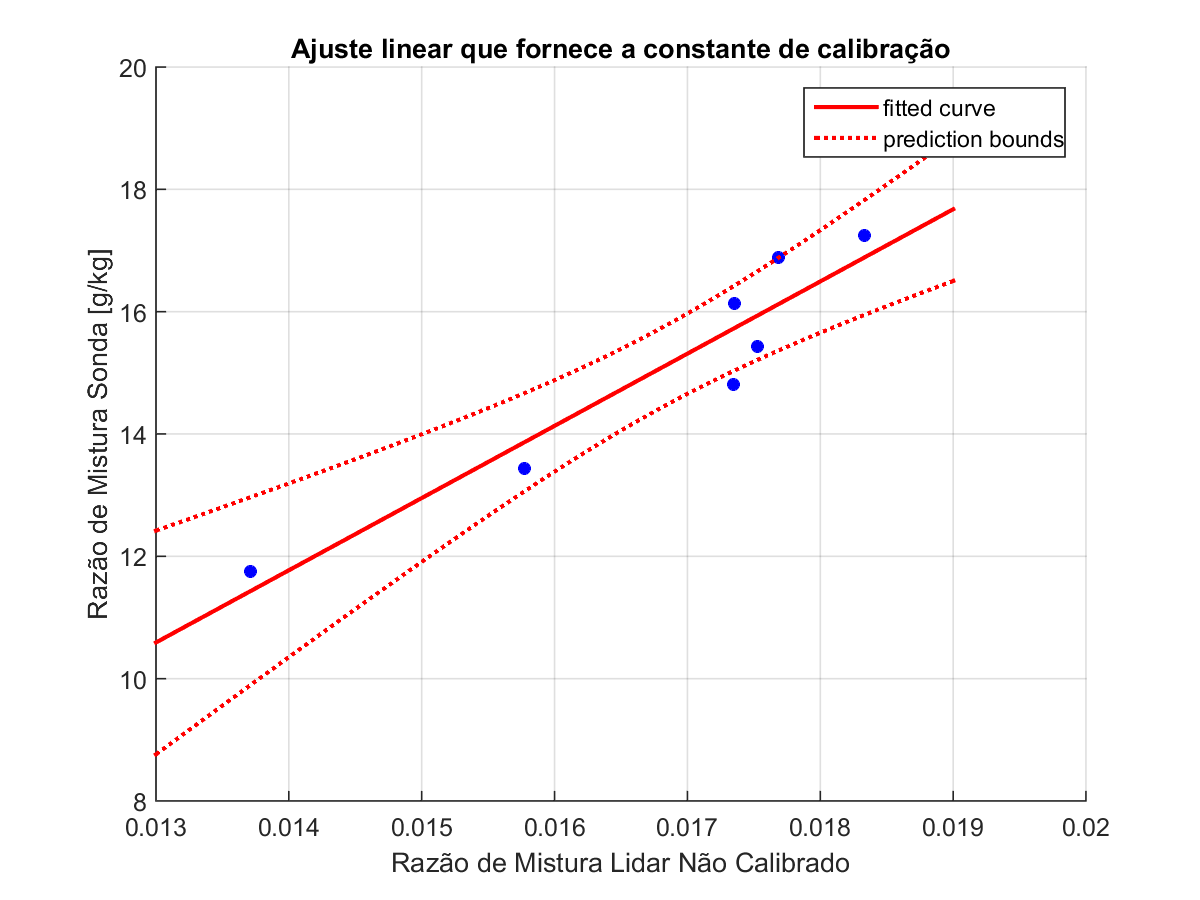 Ajuste linear que fornece a constante de calibração
fitted curve
prediction bounds
Razão de Mistura Sonda [g/kg]
20
18
16
14
12
10
8
0.013 0.014 0.015 0.016 0.017 0.018 0.019 0.02
Razão de Mistura Lidar Não Calibrado